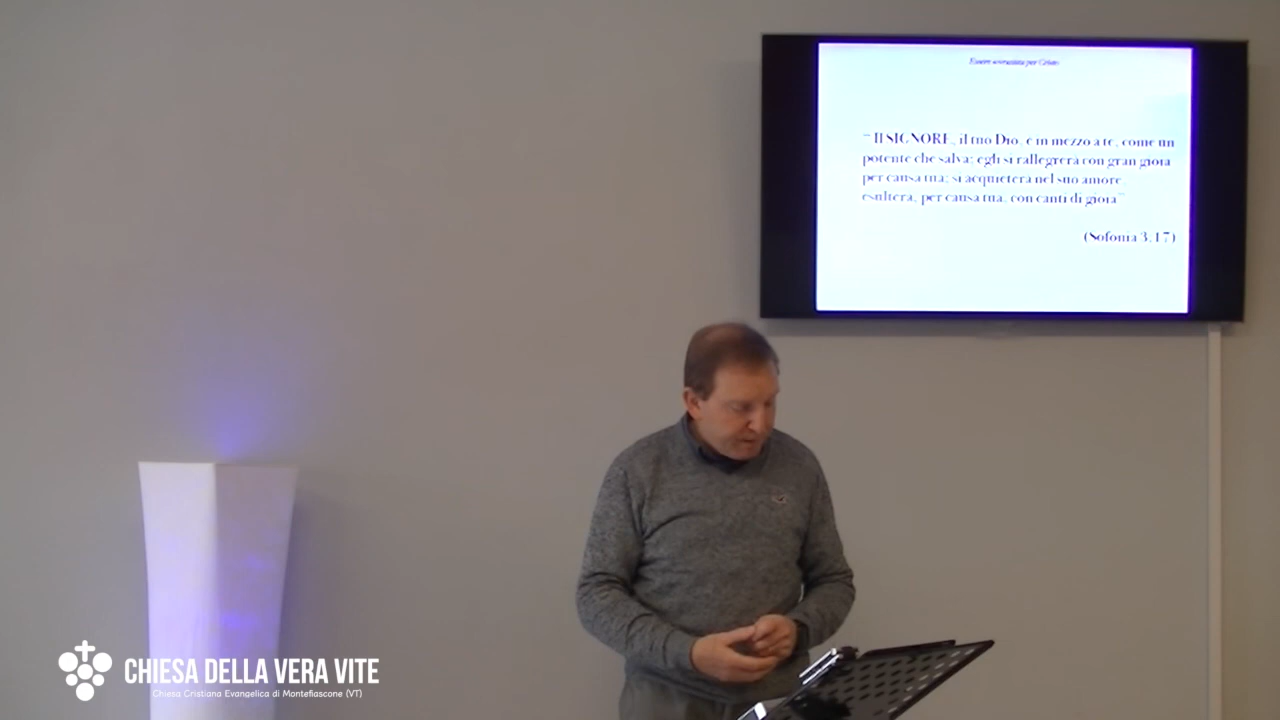 Essere sovrasista per Cristo
“Il SIGNORE, il tuo Dio, è in mezzo a te, come un
potente che salva; egli si rallegrerà con gran gioia
per causa tua; si acquieterà nel suo amore,
esulterà, per causa tua, con canti di gioia”
(Sofonia 3,17)
CHIESA DELLA VERA VITE
Chiesa Cristiana Evangelica di Montefiascone (VT)